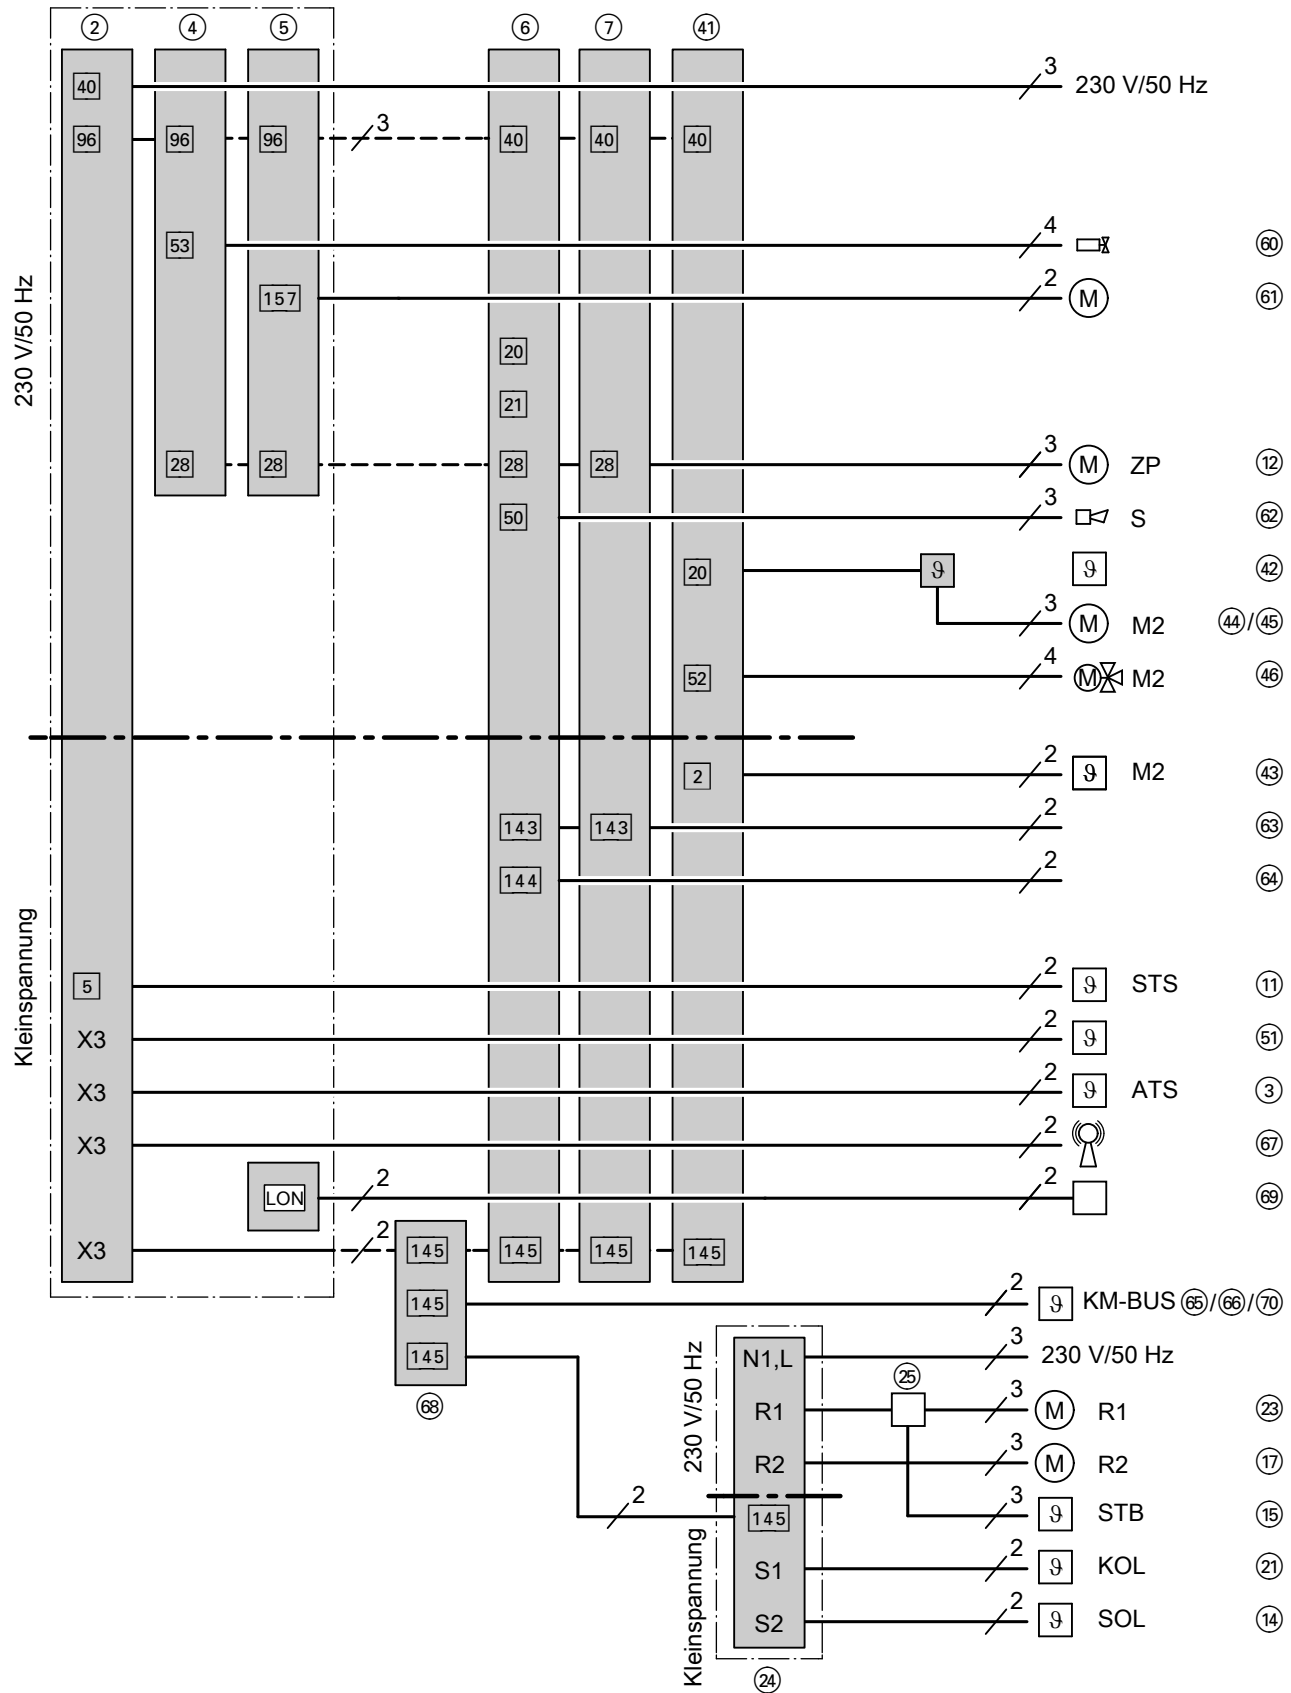 ② ④ ⑤ ⑥ ⑦ ㊶
40 3 230 V/50 Hz
96 96 96 3 40 40 40
53 4 60
157 2 M 61
230 V/50 Hz
20
21
28 28 28 28 3 M ZP ⑫
50 3 S 62
20 ϑ ϑ ㊷
3 M M2 ㊹/㊺
52 4 M M2 ㊻
2 2 ϑ M2 ㊸
143 143 2 63
144 2 64
Kleinspannung
5 2 ϑ STS ⑪
X3 2 ϑ 51
X3 2 ϑ ATS ③
X3 2 67
LON 2 2 69
X3 2 145 145 145 145
145 2 ϑ KM-BUS 65/66/70
145 N1,L 3 230 V/50 Hz
68
230 V/50 Hz
25
R1 3 M R1 ㉓
R2 3 M R2 ⑰
2 145 3 ϑ STB ⑮
Kleinspannung
S1 2 ϑ KOL ㉑
S2 2 ϑ SOL ⑭
㉔